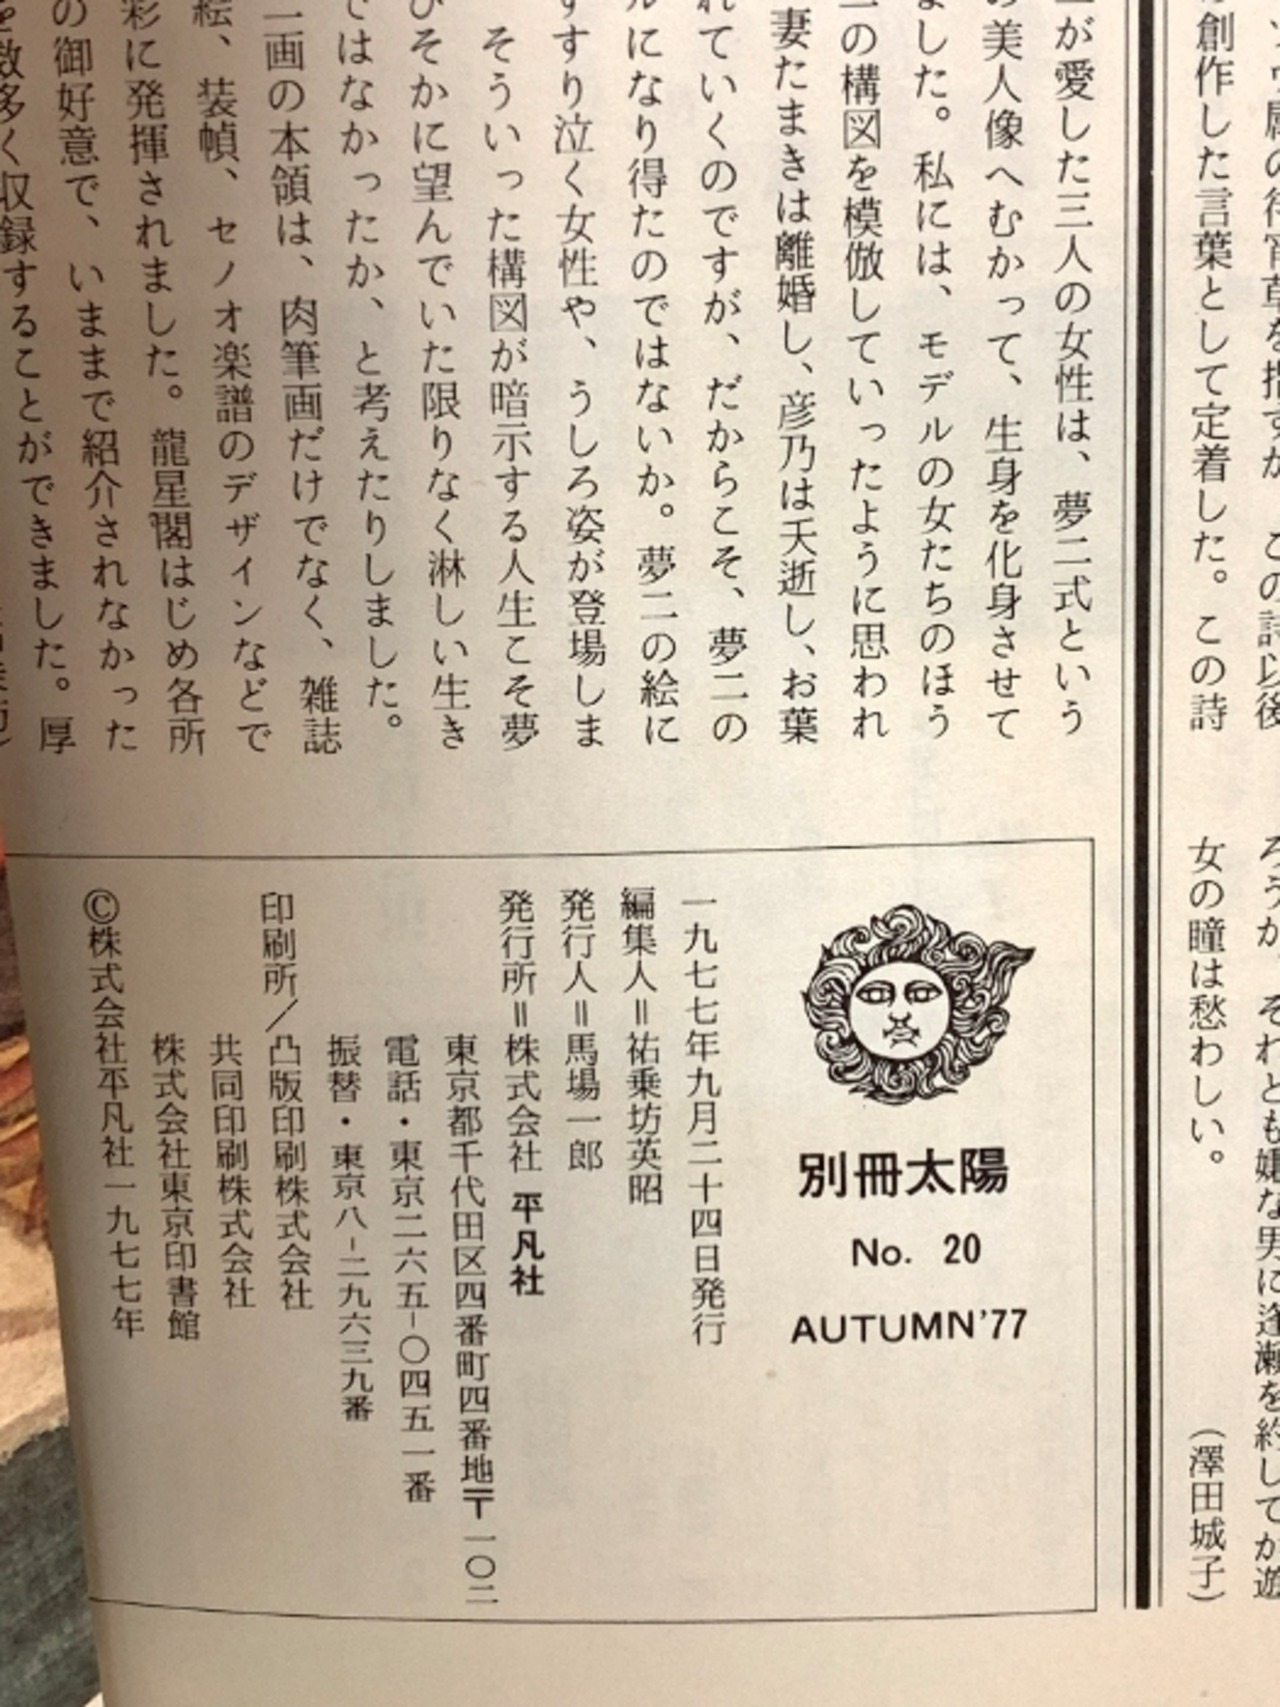 創作した言葉として定着した。この詩
ろうか、それとも嫌な男に逢瀬を約してか遊
女の瞳は愁わしい。
（澤田城子）
が愛した三人の女性は、夢二式という
美人像へむかって、生身を化身させて
ました。私には、モデルの女たちのほう
の構図を模倣していったように思われ
妻たまきは離婚し、彦乃は夭逝し、お葉
れていくのですが、だからこそ、夢二の
ルになり得たのではないか。夢二の絵に
すすり泣く女性や、うしろ姿が登場しま
そういった構図が暗示する人生こそ夢
ひそかに望んでいた限りなく淋しい生き
ではなかったか、と考えたりしました。
二画の本領は、肉筆画だけでなく、雑誌
絵、装幀、セノオ楽譜のデザインなどで
彩に発揮されました。龍星閣はじめ各所
の御好意で、いままで紹介されなかった
を数多く収録することができました。厚
別冊太陽
No. 20
AUTUMN'77
一九七七年九月二十四日発行
編集人＝祐乗坊英昭
発行人＝馬場一郎
発行所＝株式会社 平凡社
東京都千代田区四番町四番地〒一〇二
電話・東京二六五-〇四五一番
振替・東京八-二九六三九番
印刷所／凸版印刷株式会社
共同印刷株式会社
株式会社東京印書館
©株式会社平凡社一九七七年